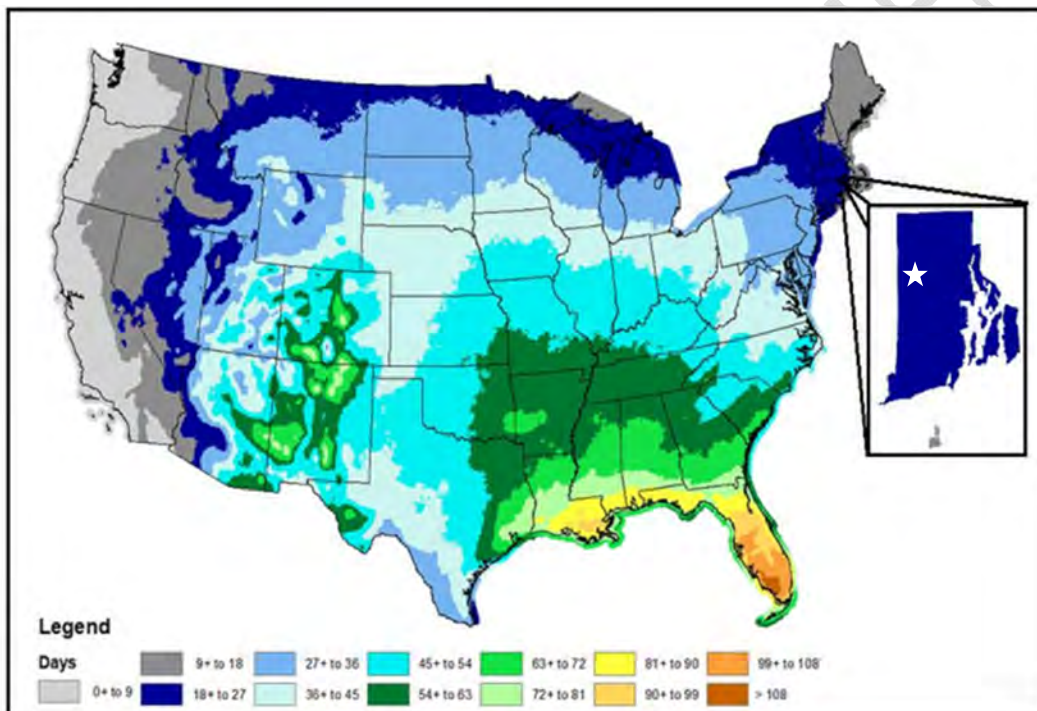 Legend
Days
0+ to 9
9+ to 18
18+ to 27
27+ to 36
36+ to 45
45+ to 54
54+ to 63
63+ to 72
72+ to 81
81+ to 90
90+ to 99
99+ to 108
> 108